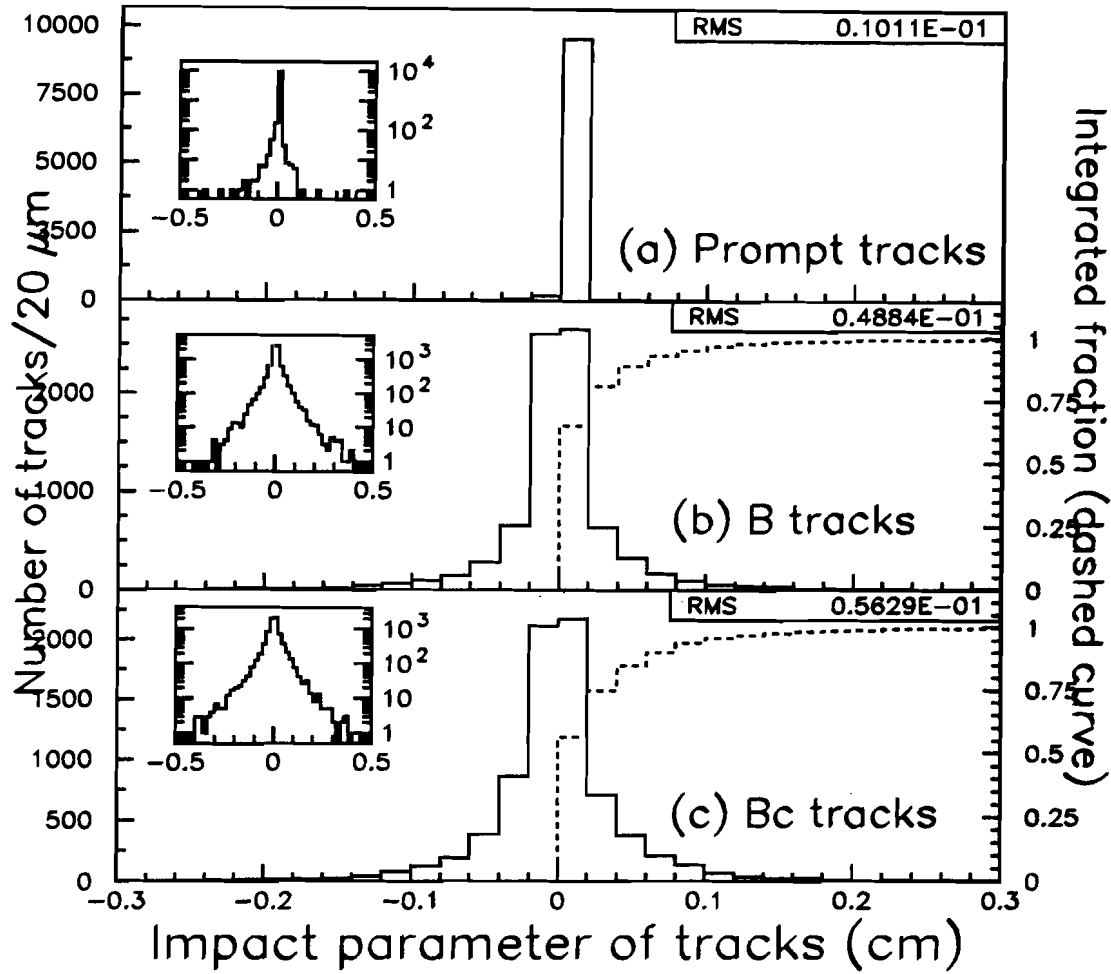 Number of tracks/20 μm
10000
7500
5000
2500
0
RMS 0.1011E-01
10^4
10^2
1
-0.5 0 0.5
(a) Prompt tracks
2000
1000
0
RMS 0.4884E-01
10^3
10^2
10
1
-0.5 0 0.5
(b) B tracks
1
0.75
0.5
0.25
0
2000
1500
1000
500
0
RMS 0.5629E-01
10^3
10^2
10
1
-0.5 0 0.5
(c) Bc tracks
1
0.75
0.5
0.25
0
Integrated fraction (dashed curve)
-0.3 -0.2 -0.1 0 0.1 0.2 0.3
Impact parameter of tracks (cm)